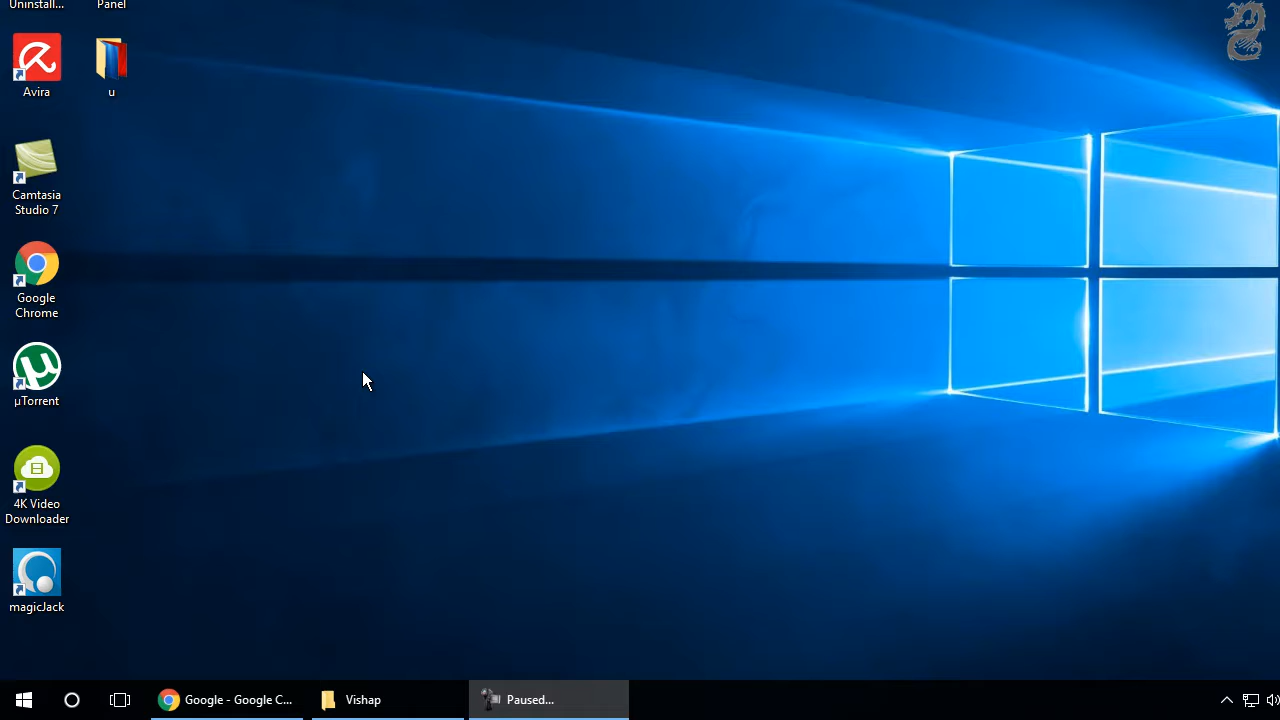 Uninstall...
Panel
Avira
u
Camtasia
Studio 7
Google
Chrome
µTorrent
4K Video
Downloader
magicJack
Google - Google C...
Vishap
Paused...